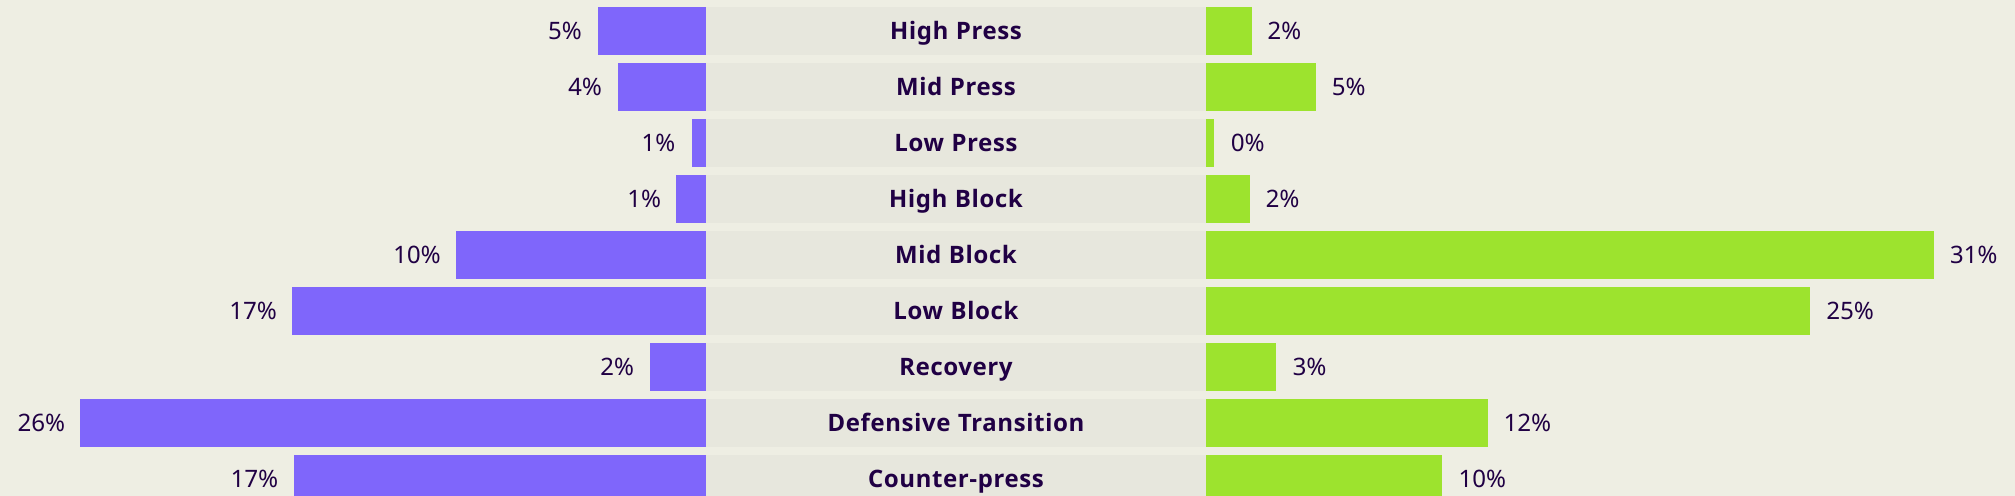 5% High Press 2%
4% Mid Press 5%
1% Low Press 0%
1% High Block 2%
10% Mid Block 31%
17% Low Block 25%
2% Recovery 3%
26% Defensive Transition 12%
17% Counter-press 10%